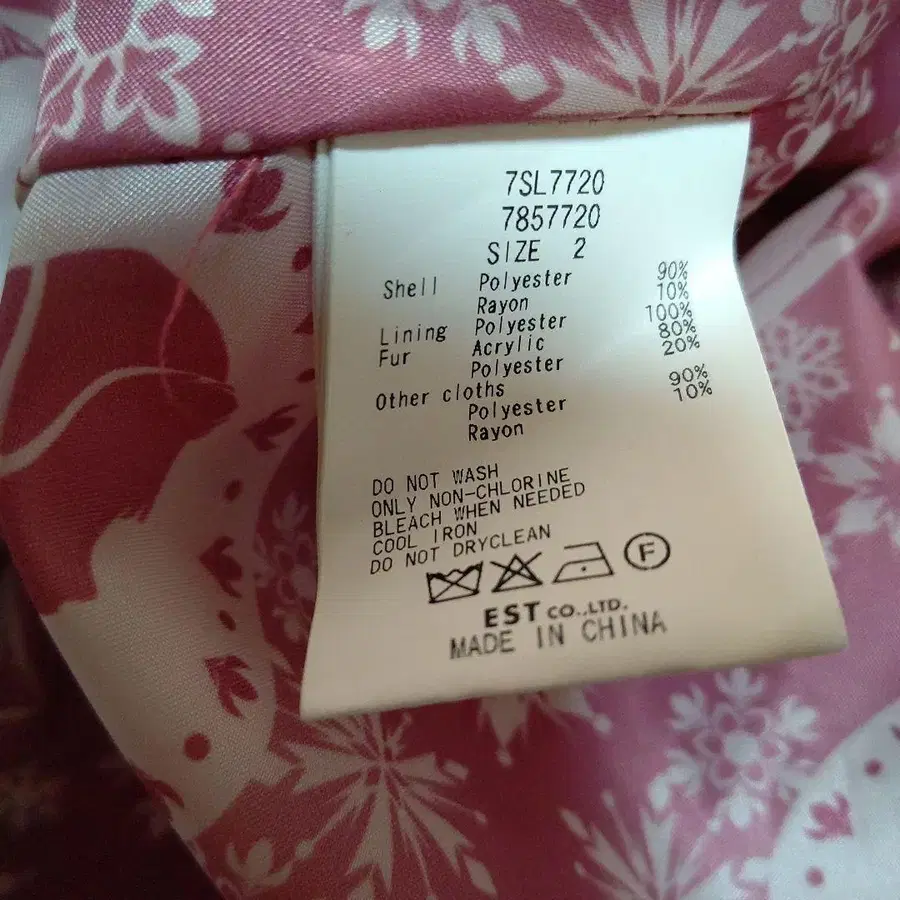 7SL7720
7857720
SIZE 2
Shell Polyester 90%
Rayon 10%
Lining Polyester 100%
Fur Acrylic 80%
Polyester 20%
Other cloths
Polyester 90%
Rayon 10%
DO NOT WASH
ONLY NON-CHLORINE
BLEACH WHEN NEEDED
COOL IRON
DO NOT DRYCLEAN
F
EST CO.,LTD.
MADE IN CHINA